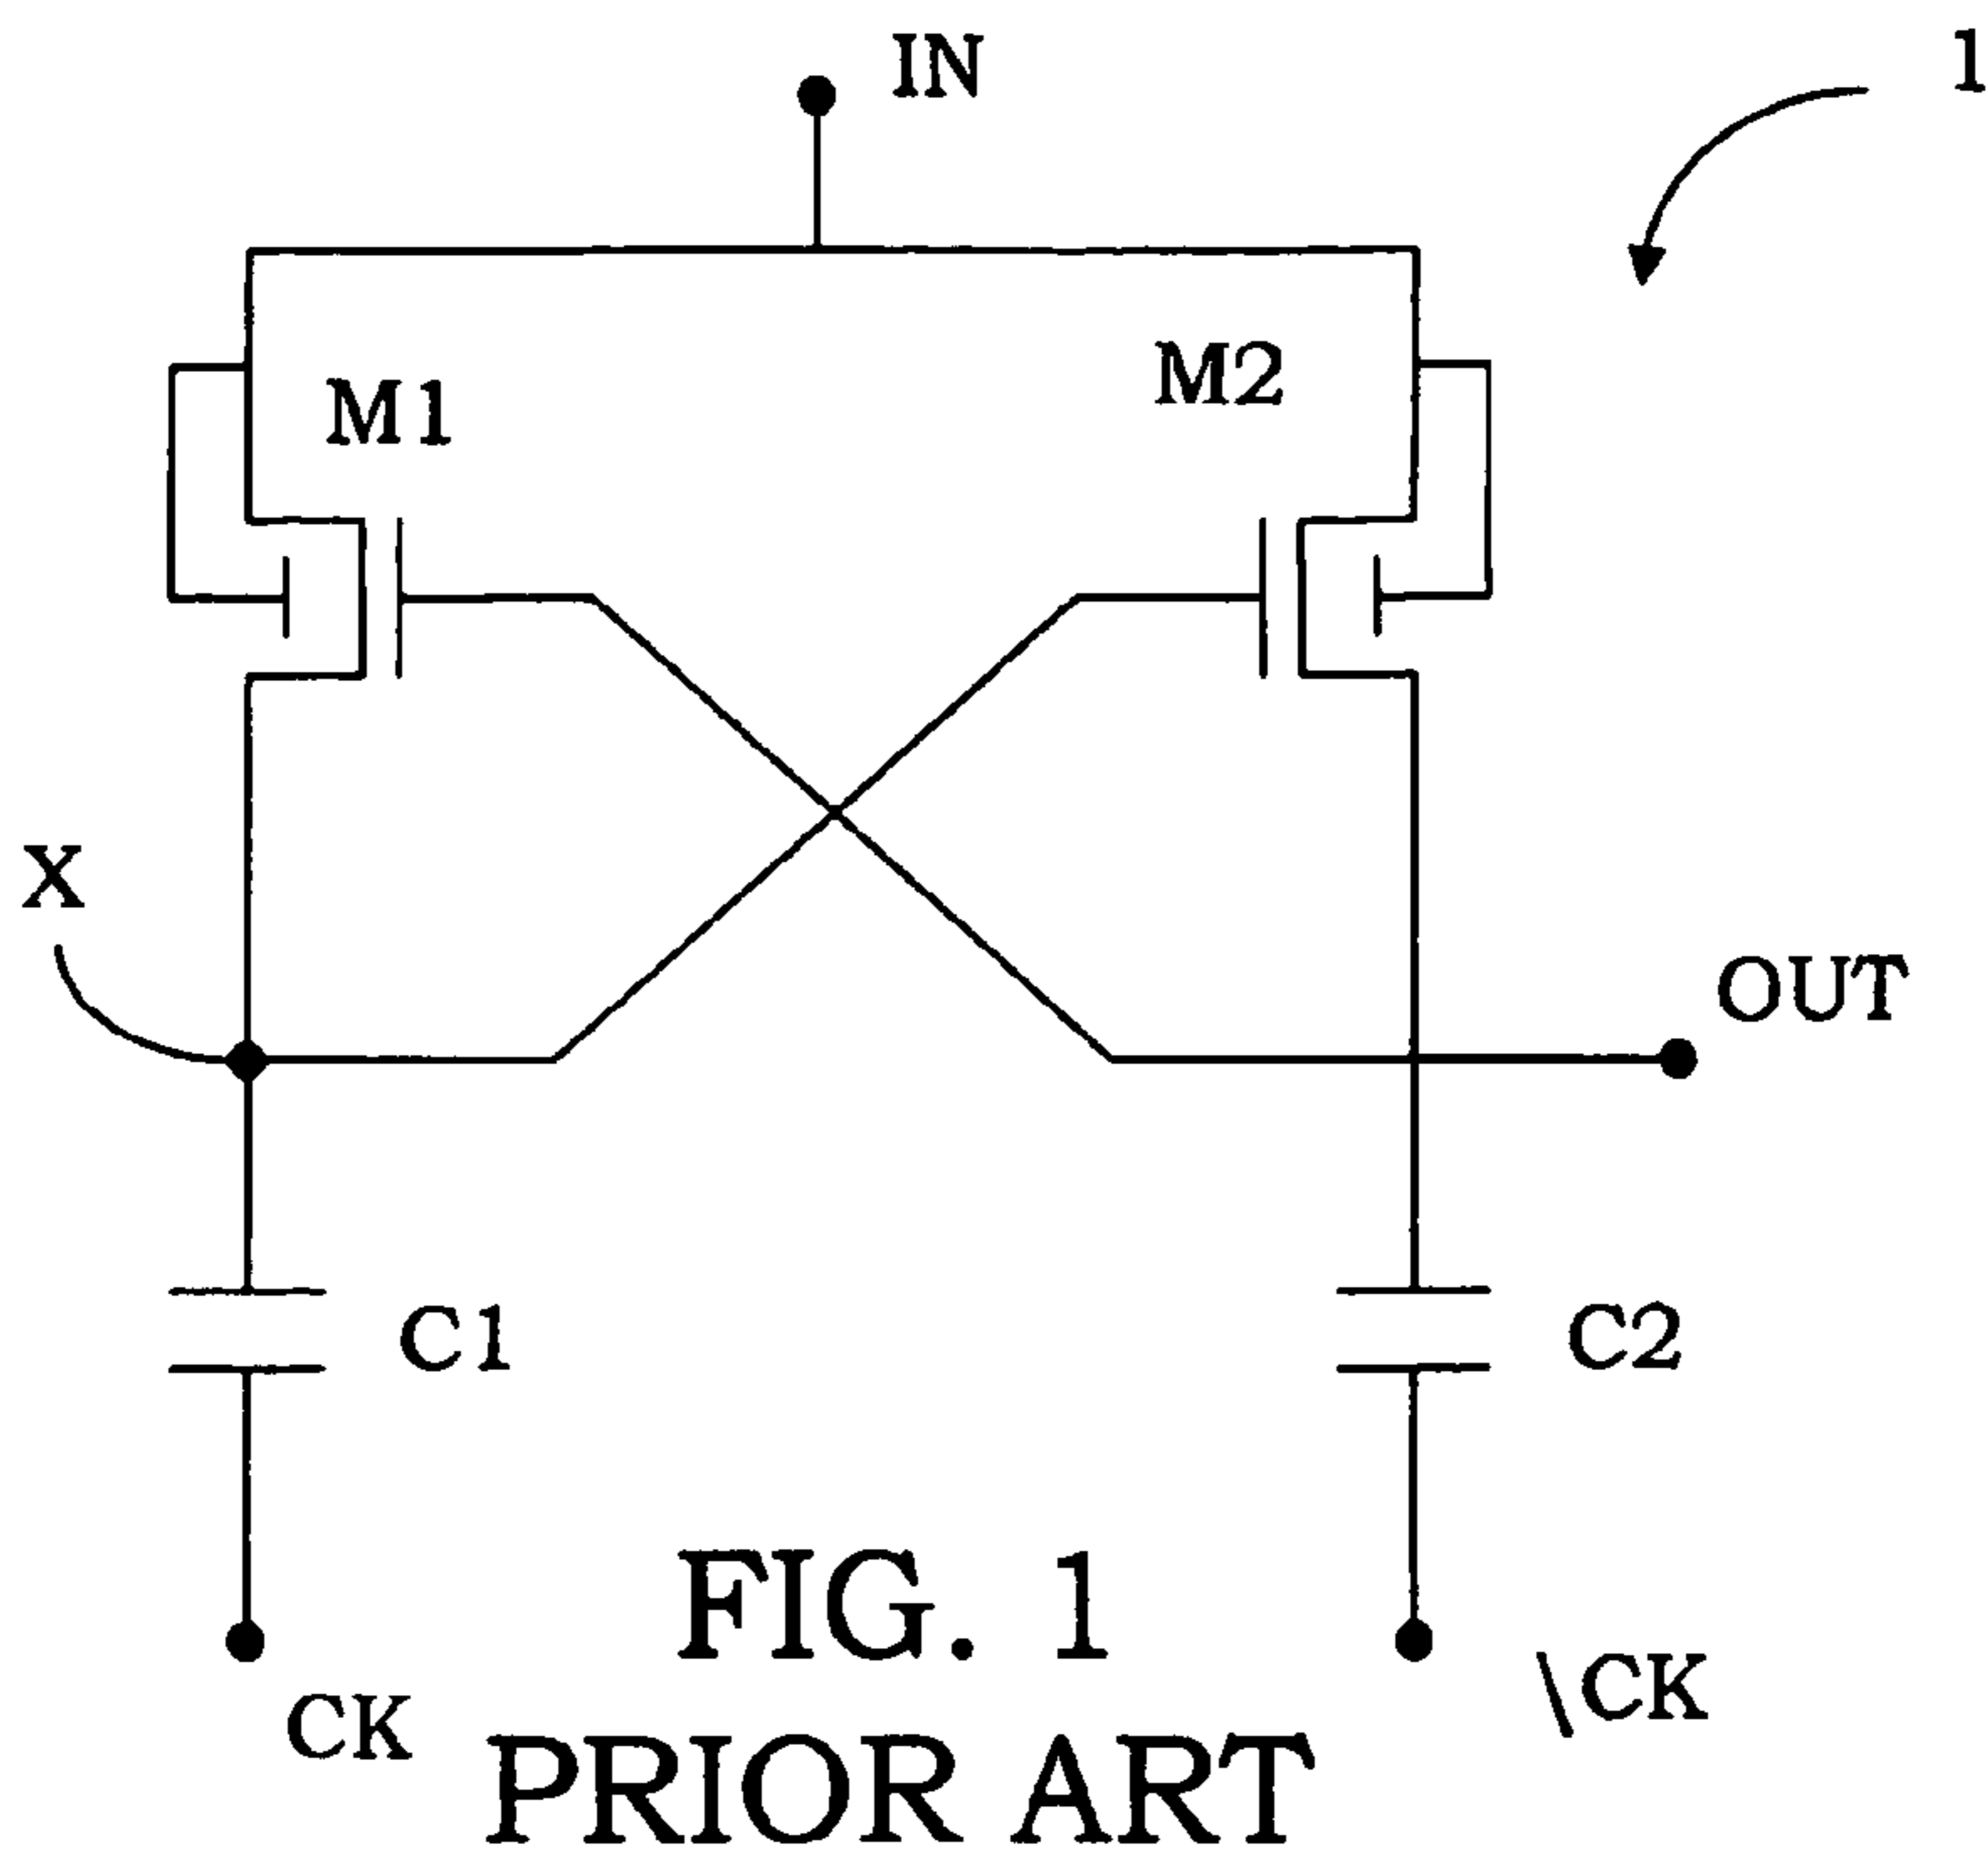 IN
1
M1
M2
X
OUT
C1
C2
CK
\CK
FIG. 1
PRIOR ART